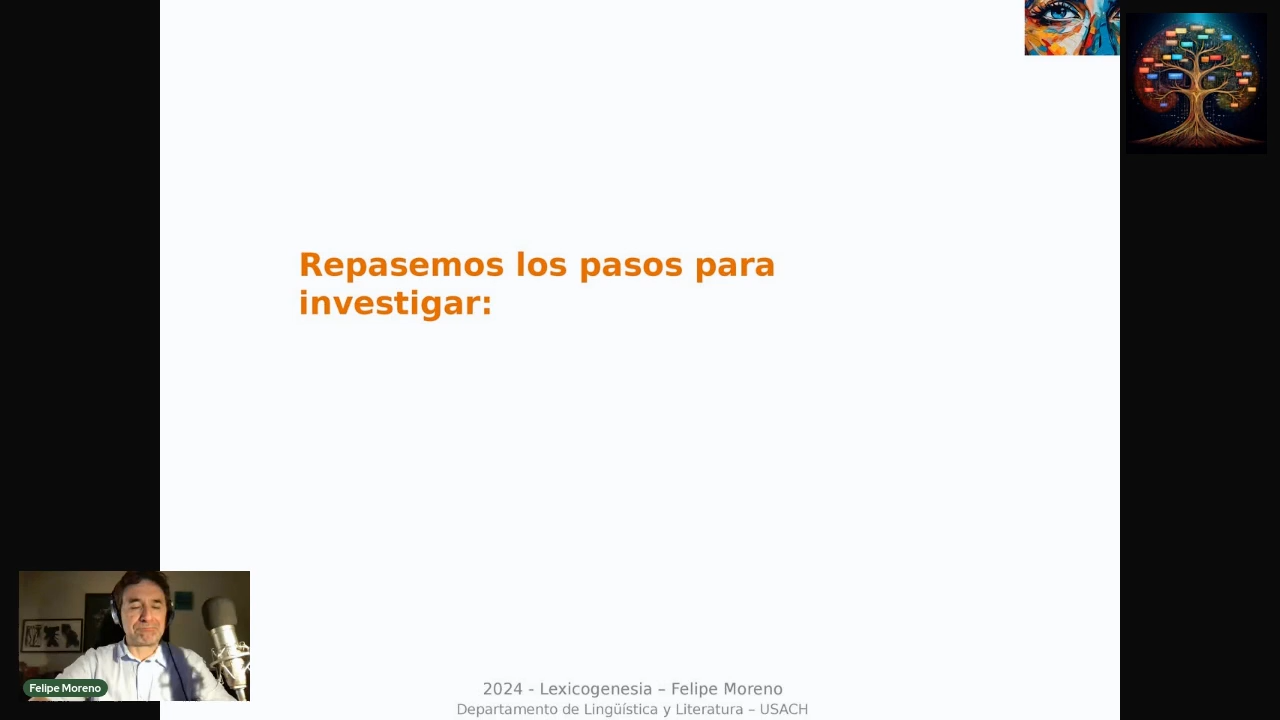 Repasemos los pasos para
investigar:
Felipe Moreno
2024 - Lexicogenesia – Felipe Moreno
Departamento de Lingüística y Literatura – USACH